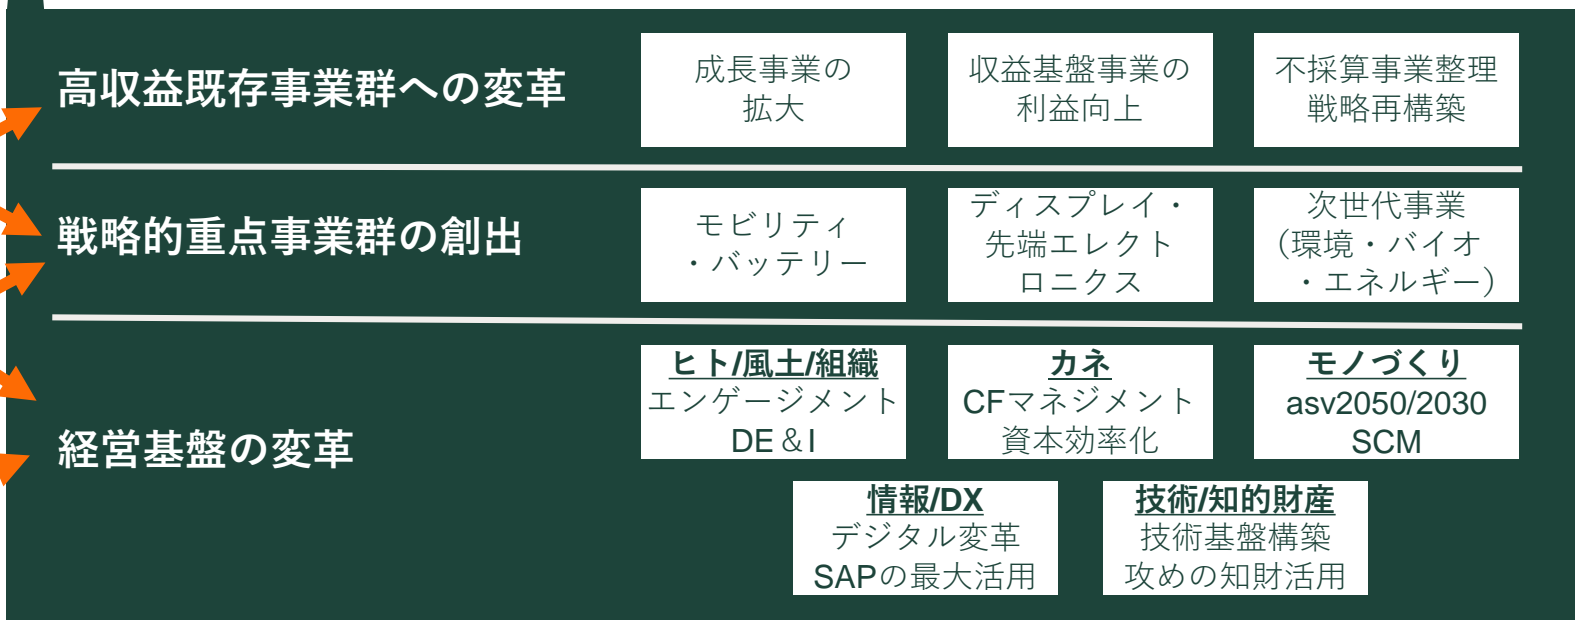 高収益既存事業群への変革
成長事業の
拡大
収益基盤事業の
利益向上
不採算事業整理
戦略再構築
戦略的重点事業群の創出
モビリティ
・バッテリー
ディスプレイ・
先端エレクト
ロニクス
次世代事業
（環境・バイオ
・エネルギー）
経営基盤の変革
ヒト/風土/組織
エンゲージメント
DE＆I
カネ
CFマネジメント
資本効率化
モノづくり
asv2050/2030
SCM
情報/DX
デジタル変革
SAPの最大活用
技術/知的財産
技術基盤構築
攻めの知財活用